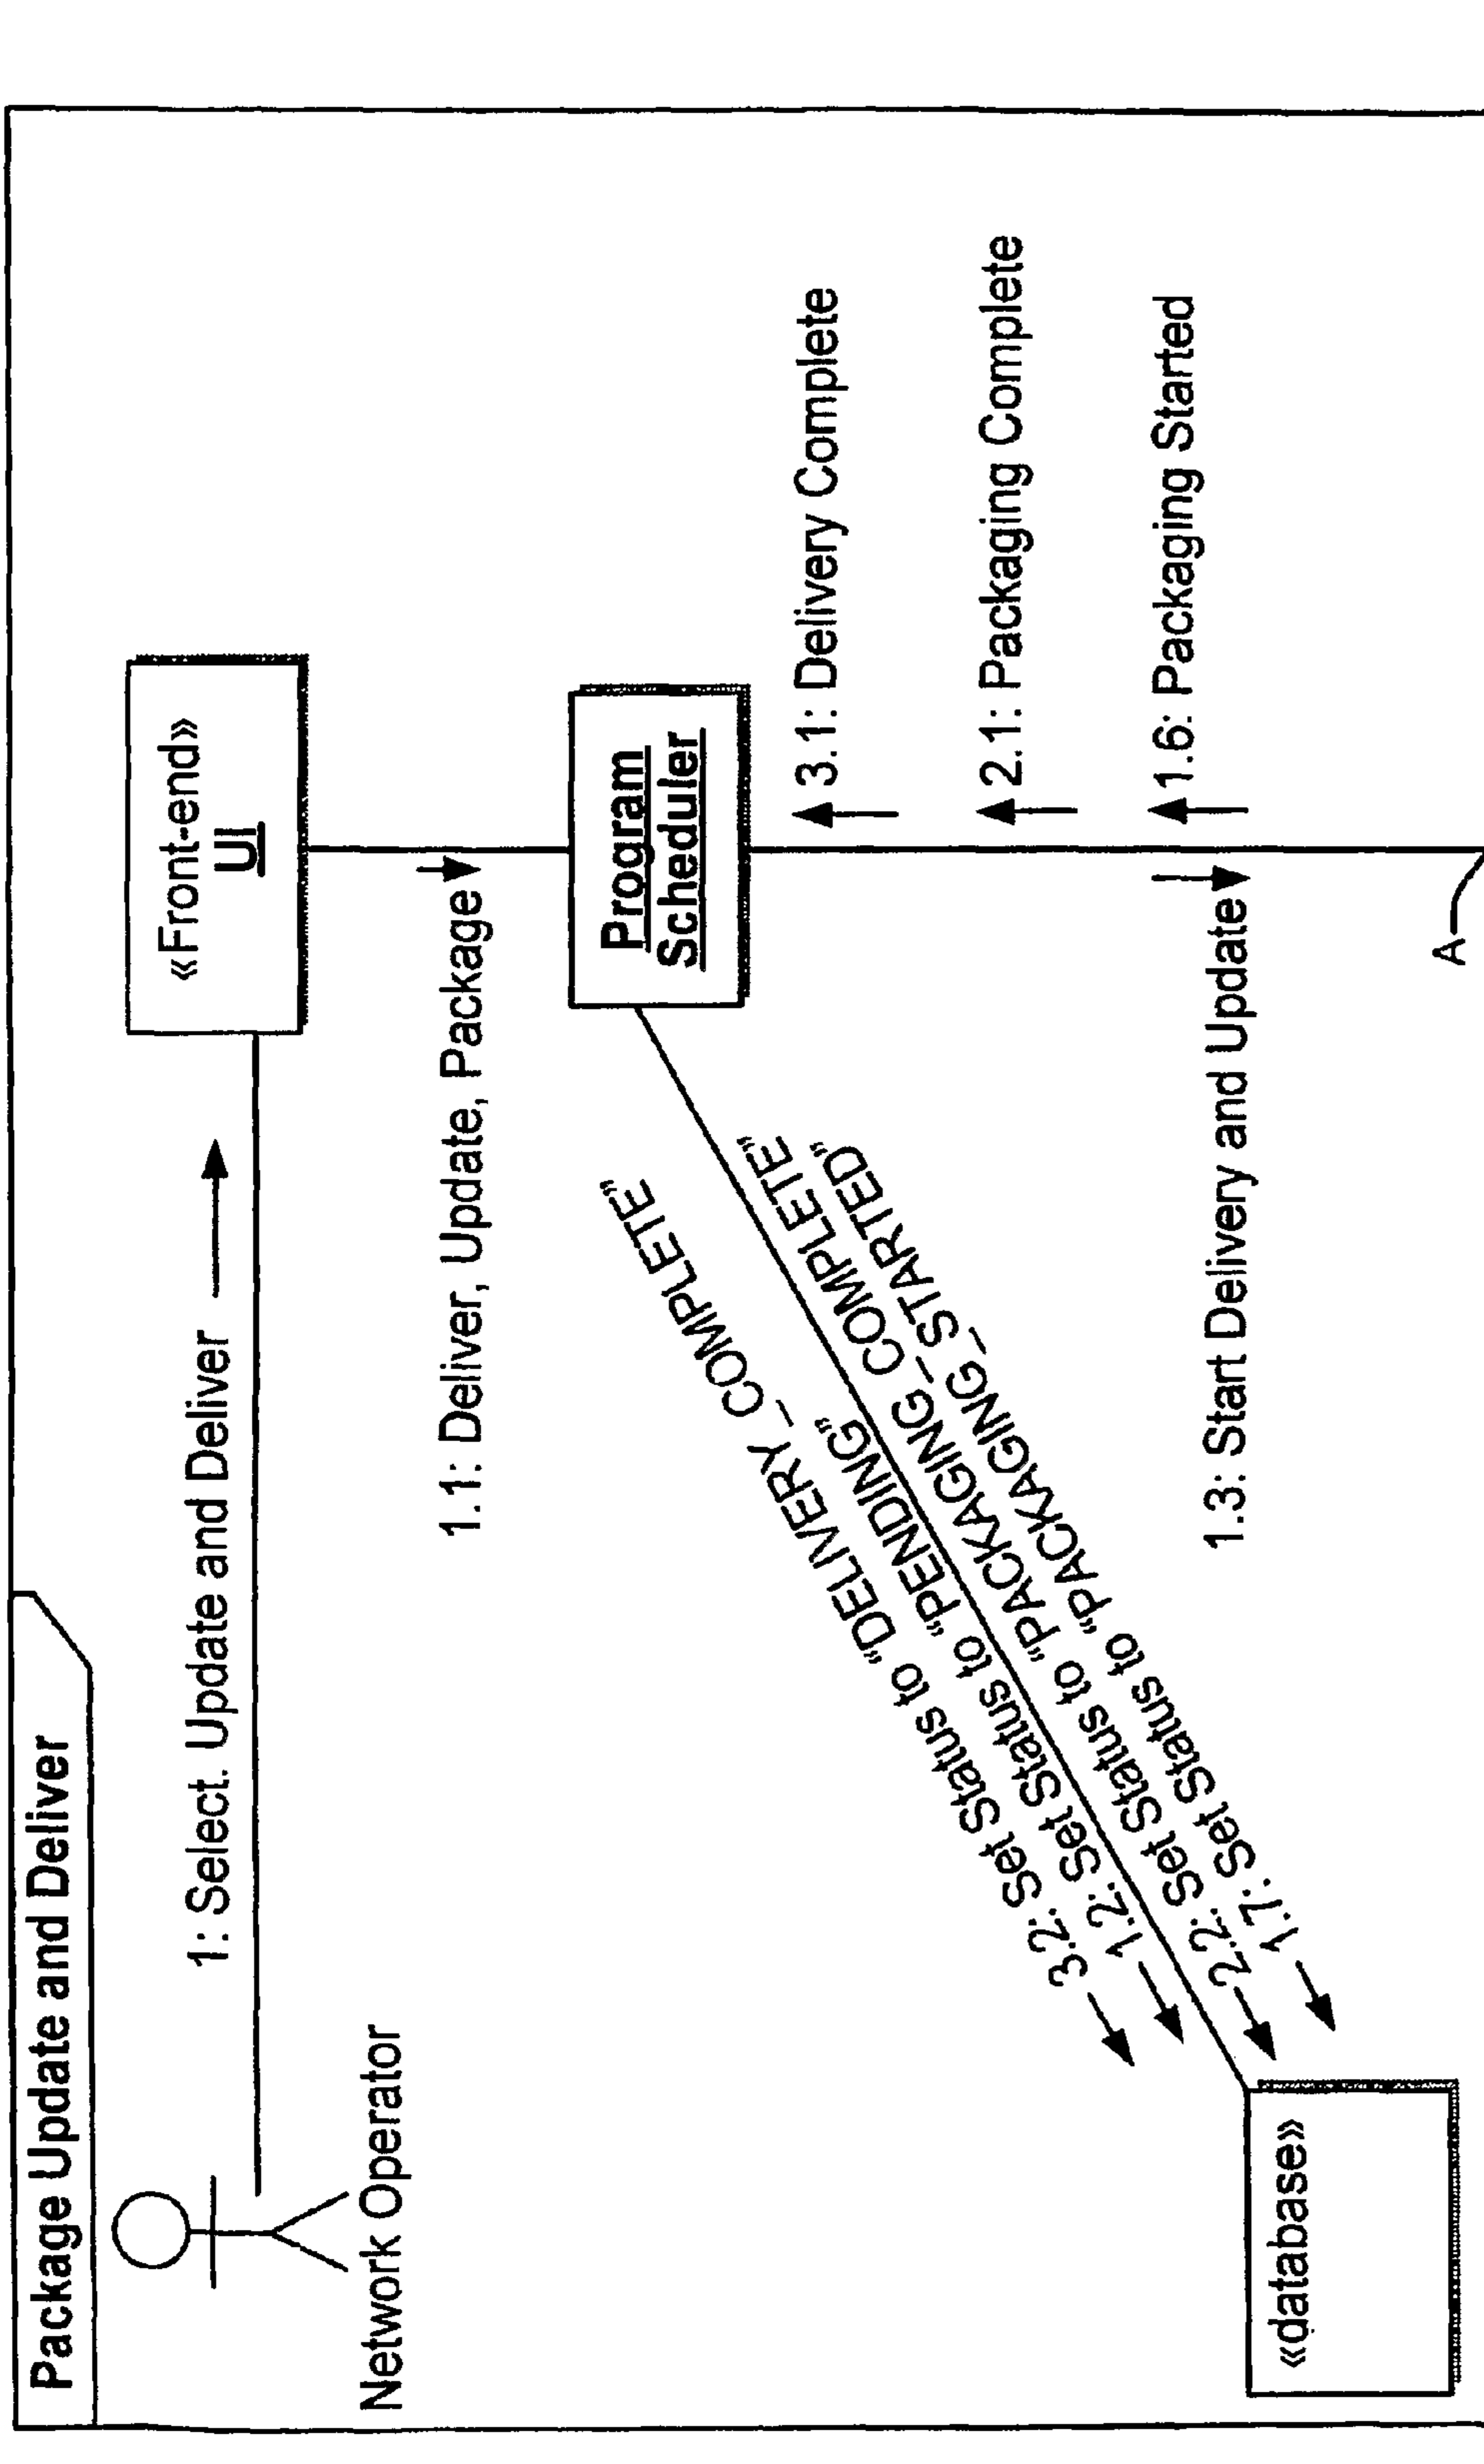 Package Update and Deliver
1: Select. Update and Deliver
«Front-end»
UI
Network Operator
1.1: Deliver, Update, Package
Program
Scheduler
3.2: Set Status to “DELIVERY_COMPLETE”
1.2: Set Status to “PENDING”
2.2: Set Status to “PACKAGING_COMPLETE”
1.7: Set Status to “PACKAGING_STARTED”
3.1: Delivery Complete
2.1: Packaging Complete
1.6: Packaging Started
1.3: Start Delivery and Update
«database»
A